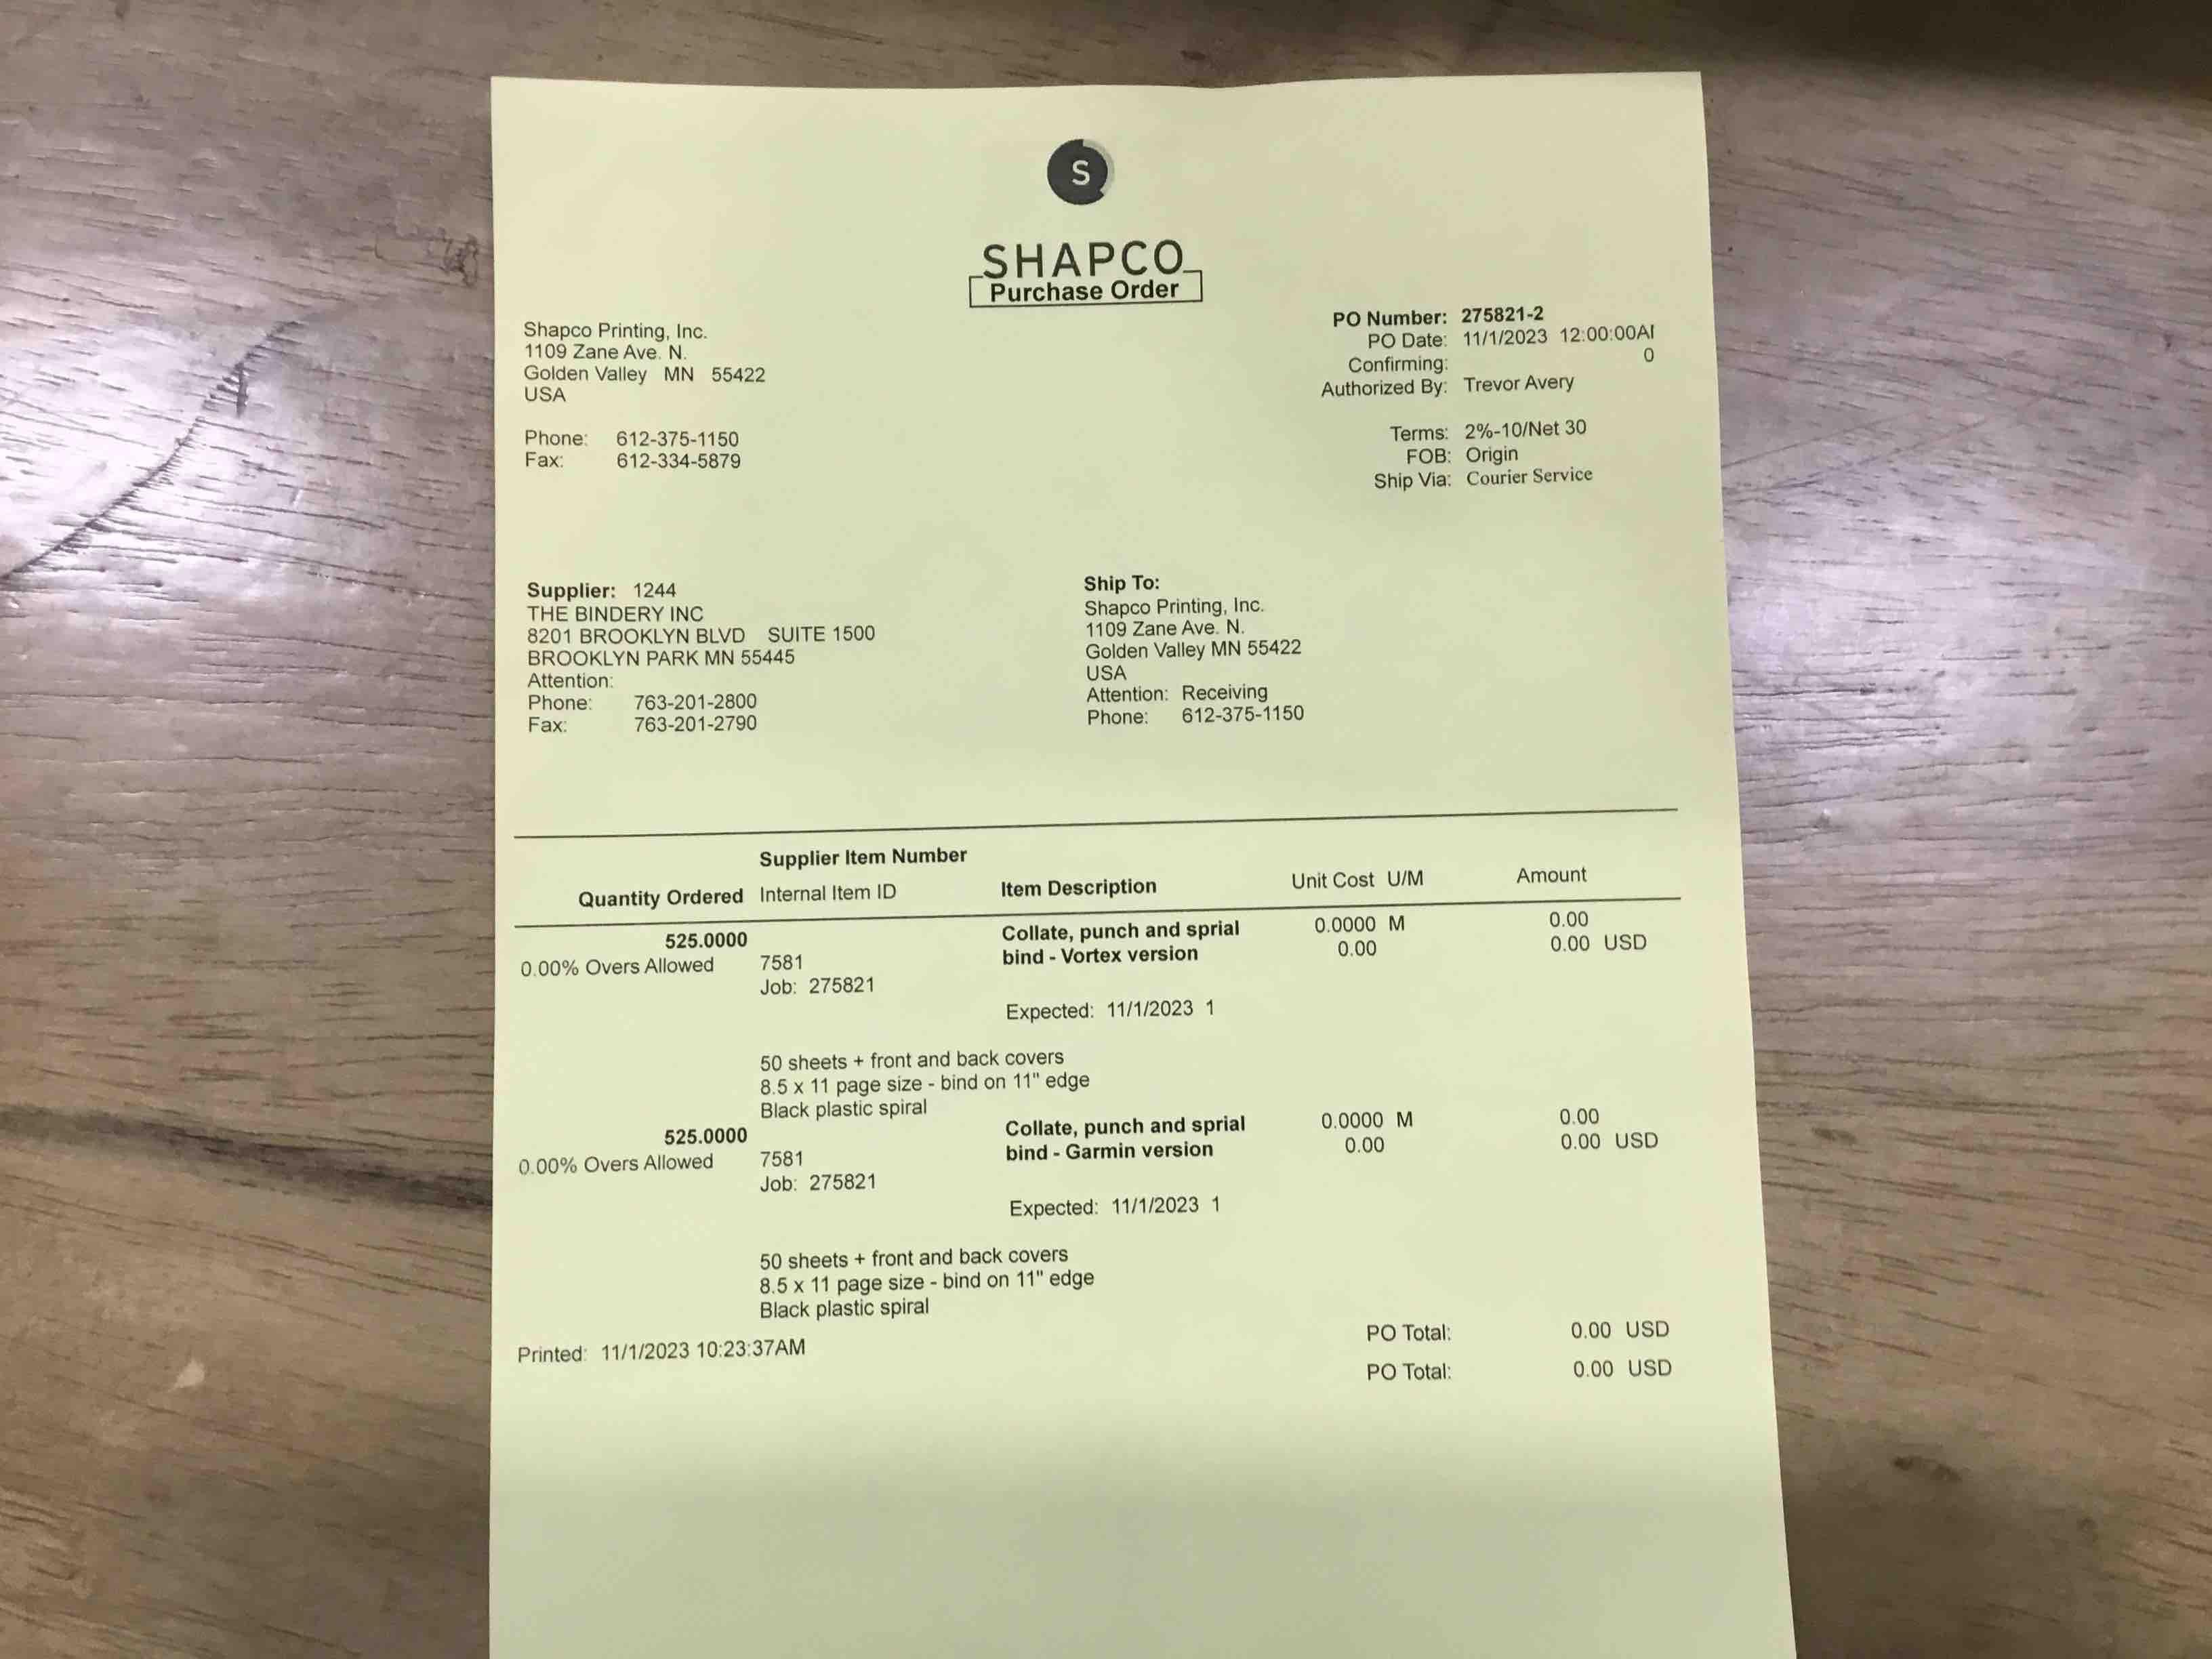 S
SHAPCO
Purchase Order
Shapco Printing, Inc.
1109 Zane Ave. N.
Golden Valley MN 55422
USA
Phone: 612-375-1150
Fax: 612-334-5879
PO Number: 275821-2
PO Date: 11/1/2023 12:00:00AI
Confirming: 0
Authorized By: Trevor Avery
Terms: 2%-10/Net 30
FOB: Origin
Ship Via: Courier Service
Supplier: 1244
THE BINDERY INC
8201 BROOKLYN BLVD SUITE 1500
BROOKLYN PARK MN 55445
Attention:
Phone: 763-201-2800
Fax: 763-201-2790
Ship To:
Shapco Printing, Inc.
1109 Zane Ave. N.
Golden Valley MN 55422
USA
Attention: Receiving
Phone: 612-375-1150
Supplier Item Number
Quantity Ordered Internal Item ID Item Description Unit Cost U/M Amount
525.0000 Collate, punch and sprial 0.0000 M 0.00
0.00% Overs Allowed 7581 bind - Vortex version 0.00 0.00 USD
Job: 275821
Expected: 11/1/2023 1
50 sheets + front and back covers
8.5 x 11 page size - bind on 11" edge
Black plastic spiral
525.0000 Collate, punch and sprial 0.0000 M 0.00
0.00% Overs Allowed 7581 bind - Garmin version 0.00 0.00 USD
Job: 275821
Expected: 11/1/2023 1
50 sheets + front and back covers
8.5 x 11 page size - bind on 11" edge
Black plastic spiral
Printed: 11/1/2023 10:23:37AM
PO Total: 0.00 USD
PO Total: 0.00 USD